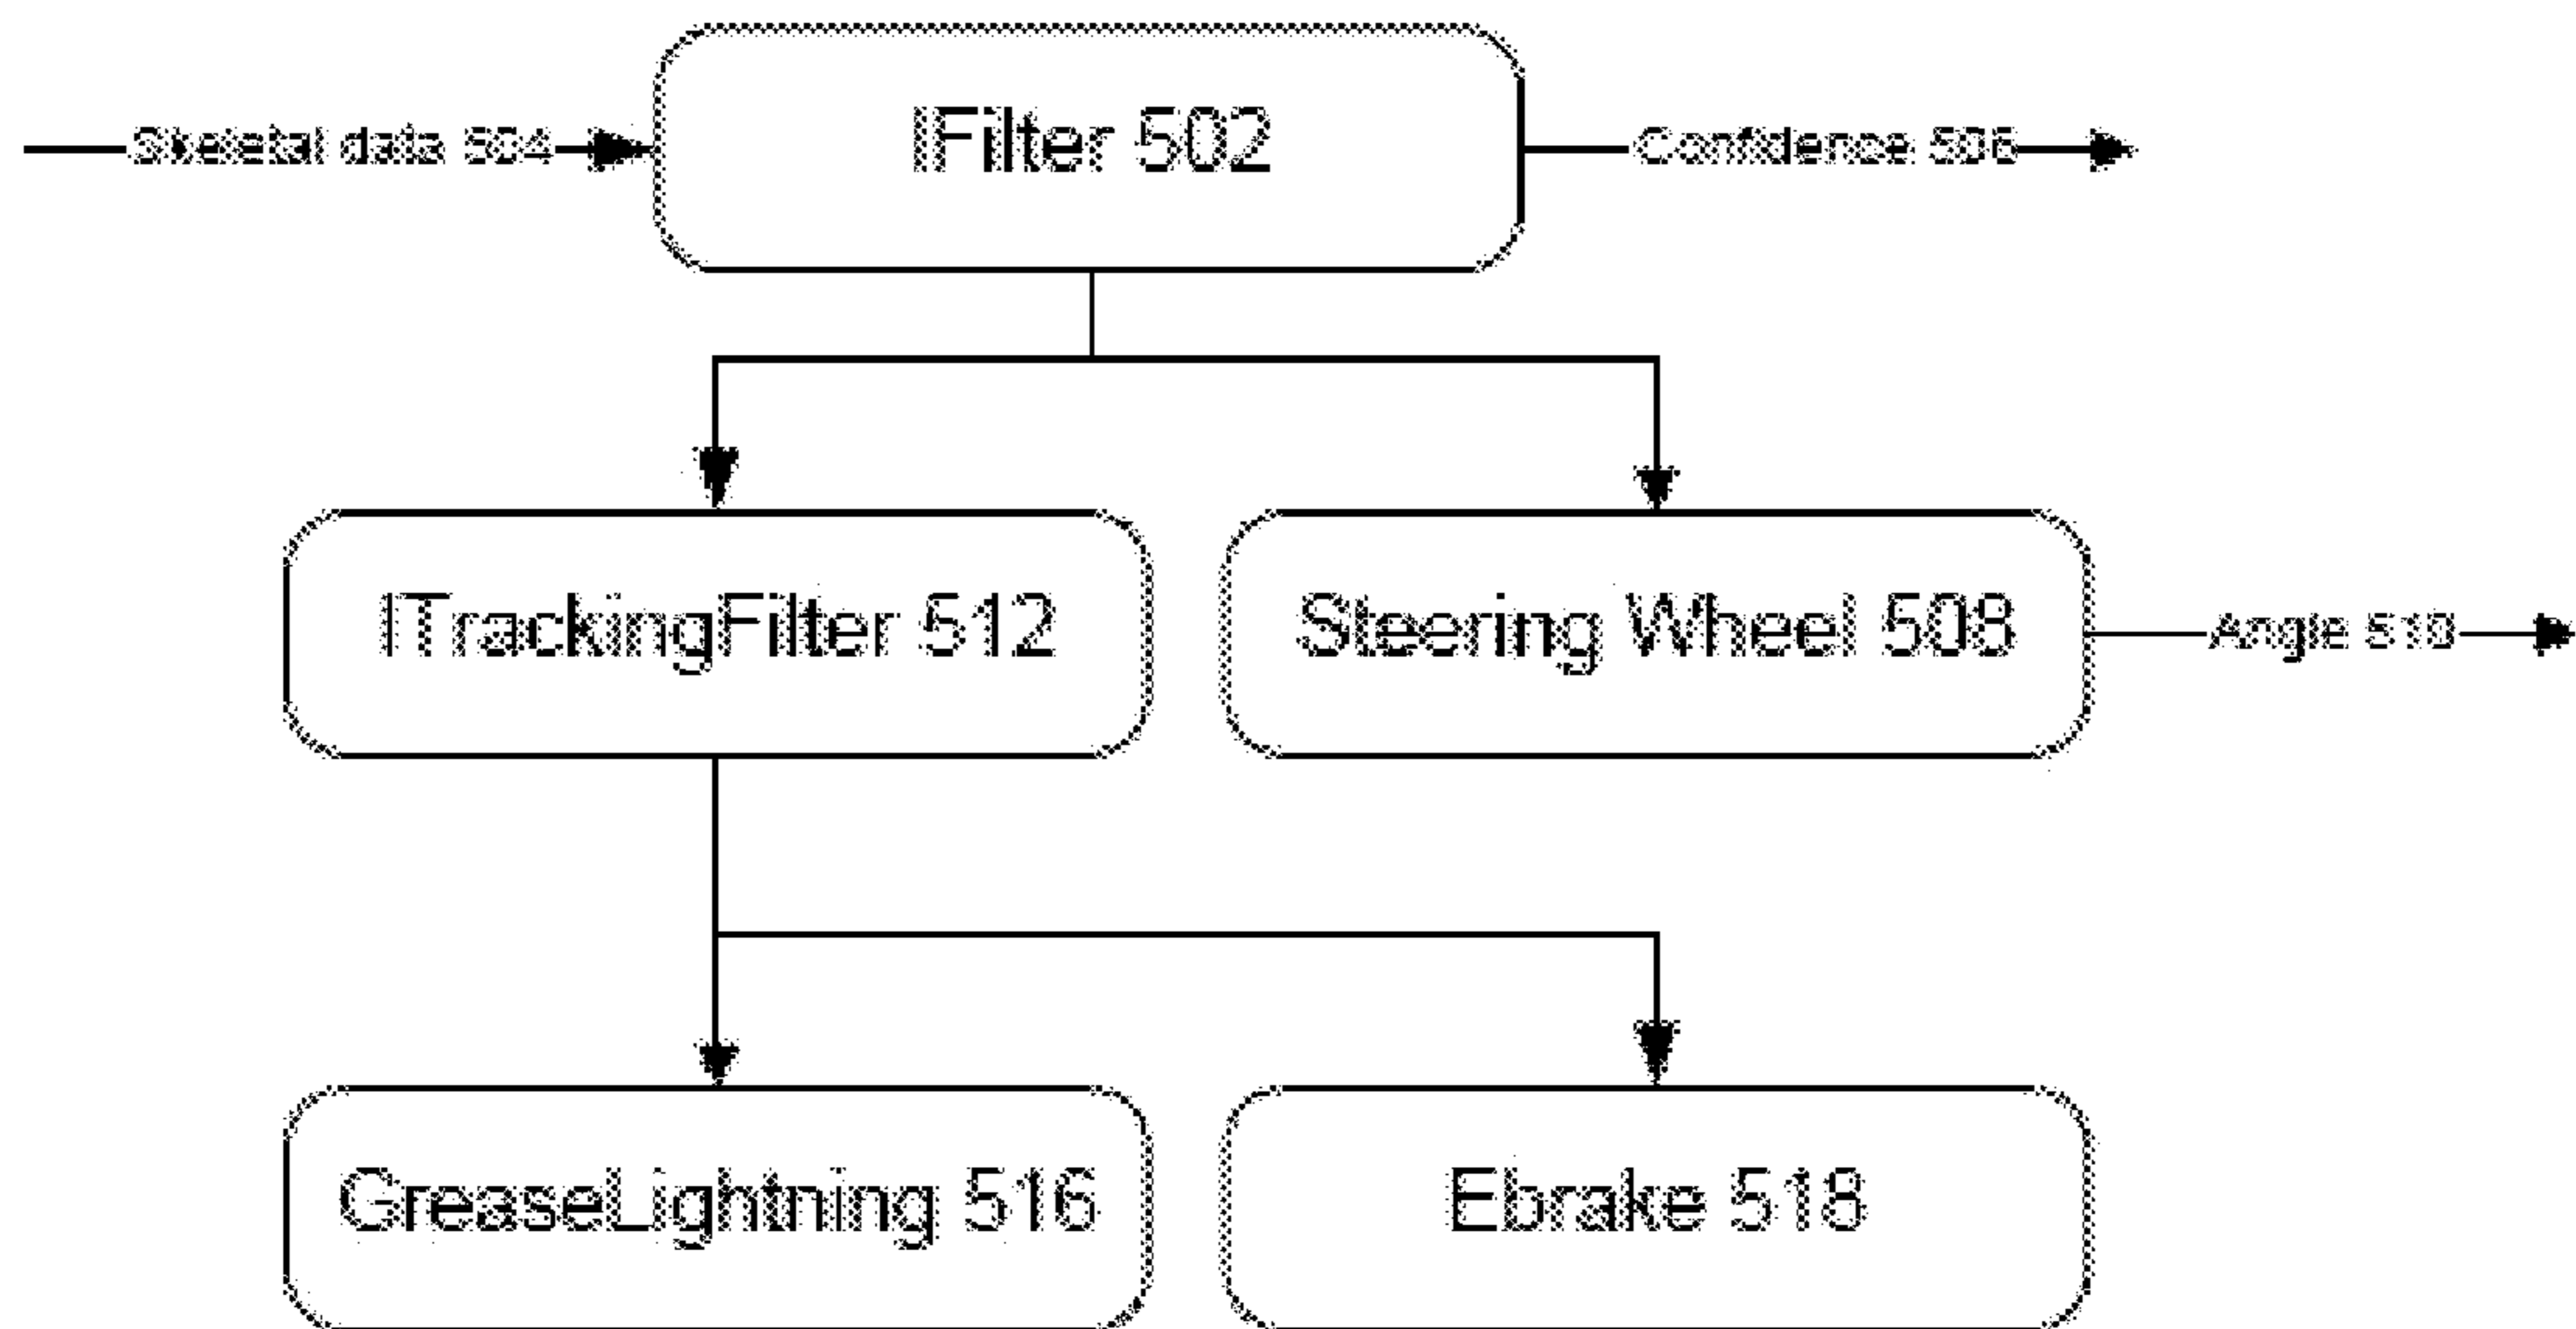 Skeletal data 504
IFilter 502
Confidence 506
ITrackingFilter 512
Steering Wheel 508
Angle 510
GreaseLightning 516
Ebrake 518